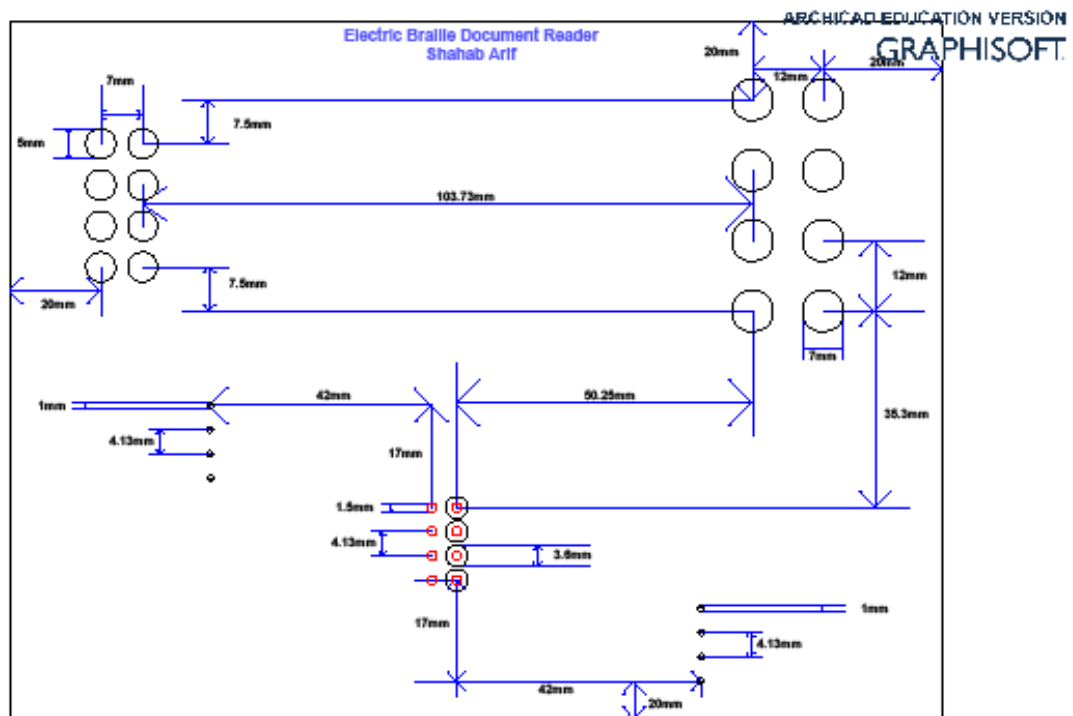 ARCHICAD EDUCATION VERSION
GRAPHISOFT.
Electric Braille Document Reader
Shahab Arif
20mm
12mm
20mm
7mm
7.5mm
5mm
103.73mm
7.5mm
12mm
20mm
7mm
42mm
50.25mm
1mm
35.3mm
4.13mm
17mm
1.5mm
4.13mm
3.6mm
17mm
1mm
4.13mm
42mm
20mm